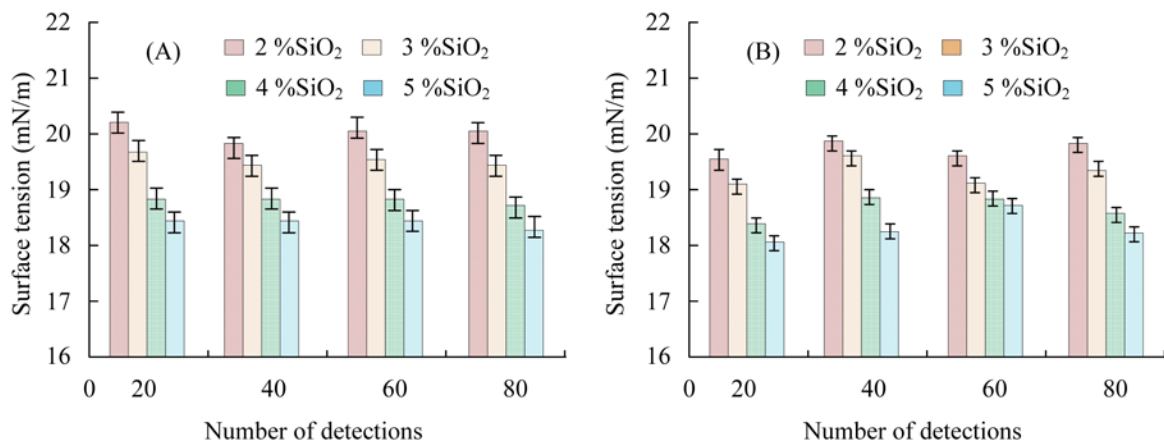 Surface tension (mN/m)
22
21
20
19
18
17
16
(A)
2 %SiO₂
3 %SiO₂
4 %SiO₂
5 %SiO₂
0
20
40
60
80
Number of detections
Surface tension (mN/m)
22
21
20
19
18
17
16
(B)
2 %SiO₂
3 %SiO₂
4 %SiO₂
5 %SiO₂
0
20
40
60
80
Number of detections